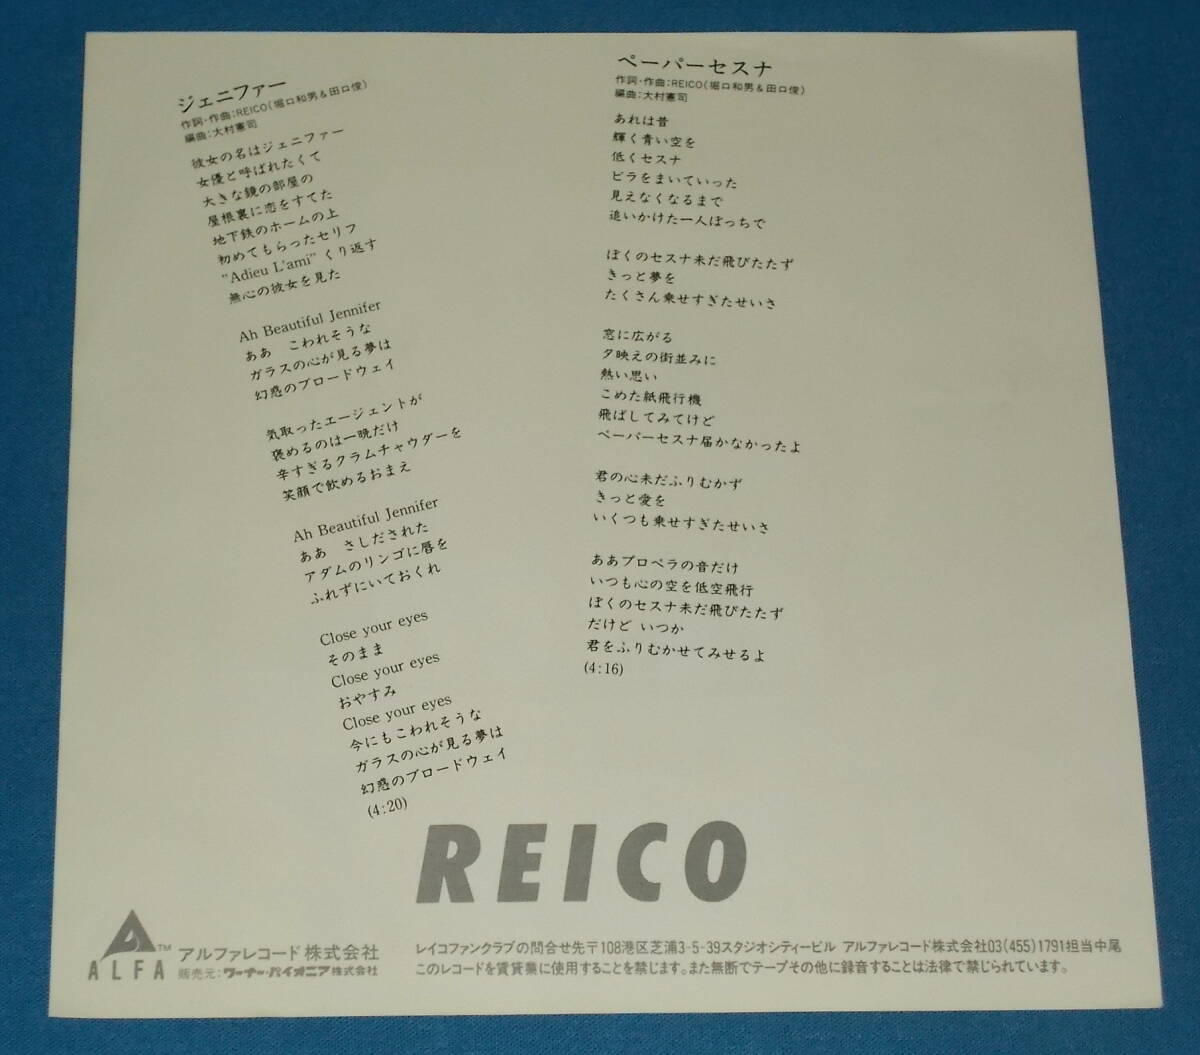 ジェニファー
作詞・作曲:REICO(堀口和男&田口俊)
編曲:大村憲司
彼女の名はジェニファー
女優と呼ばれたくて
大きな鏡の部屋の
屋根裏に恋をすてた
地下鉄のホームの上
初めてもらったセリフ
"Adieu L'ami" くり返す
無心の彼女を見た
Ah Beautiful Jennifer
ああ　こわれそうな
ガラスの心が見る夢は
幻惑のブロードウェイ
気取ったエージェントが
褒めるのは一晩だけ
辛すぎるクラムチャウダーを
笑顔で飲めるおまえ
Ah Beautiful Jennifer
ああ　さしだされた
アダムのリンゴに唇を
ふれずにいておくれ
Close your eyes
そのまま
Close your eyes
おやすみ
Close your eyes
今にもこわれそうな
ガラスの心が見る夢は
幻惑のブロードウェイ
(4:20)
ペーパーセスナ
作詞・作曲:REICO(堀口和男&田口俊)
編曲:大村憲司
あれは昔
輝く青い空を
低くセスナ
ビラをまいていった
見えなくなるまで
追いかけた一人ぼっちで
ぼくのセスナ未だ飛びたたず
きっと夢を
たくさん乗せすぎたせいさ
窓に広がる
夕映えの街並みに
熱い思い
こめた紙飛行機
飛ばしてみてけど
ペーパーセスナ届かなかったよ
君の心未だふりむかず
きっと愛を
いくつも乗せすぎたせいさ
ああプロペラの音だけ
いつも心の空を低空飛行
ぼくのセスナ未だ飛びたたず
だけど いつか
君をふりむかせてみせるよ
(4:16)
REICO
TM
ALFA
アルファレコード株式会社
販売元:ワーナー・パイオニア株式会社
レイコファンクラブの問合せ先〒108港区芝浦3-5-39スタジオシティービル アルファレコード株式会社03(455)1791担当中尾
このレコードを賃貸業に使用することを禁じます。また無断でテープその他に録音することは法律で禁じられています。